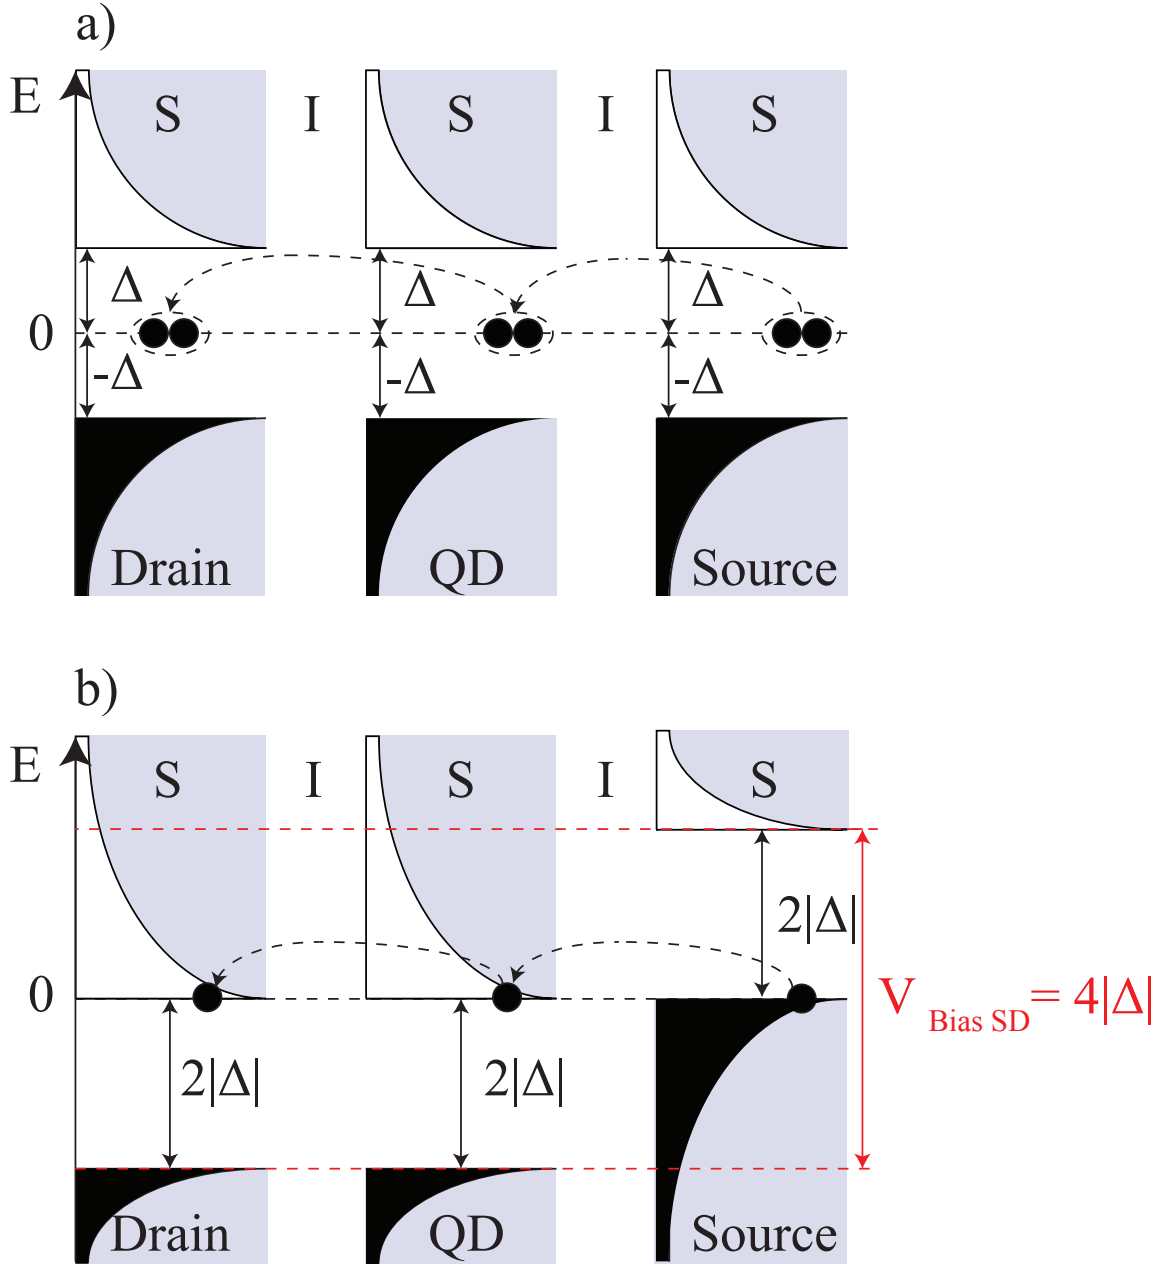 a)
E S I S I S
Δ Δ Δ
0
-Δ -Δ -Δ
Drain QD Source
b)
E S I S I S
2|Δ|
0
V Bias SD = 4|Δ|
2|Δ| 2|Δ|
Drain QD Source